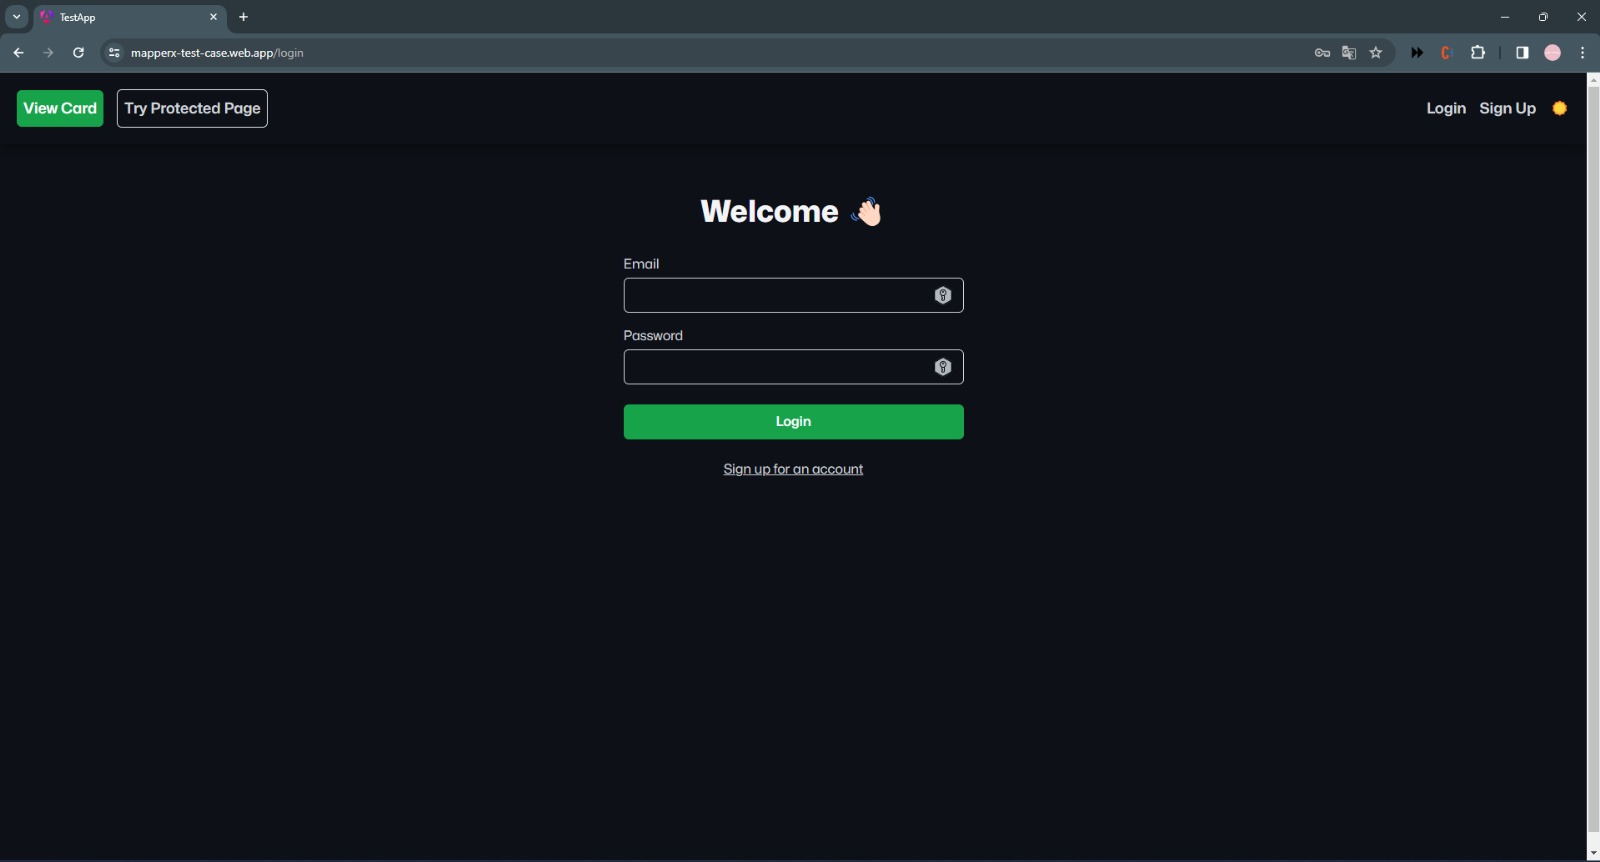 TestApp
mapperx-test-case.web.app/login
View Card
Try Protected Page
Login
Sign Up
Welcome 👋🏻
Email
Password
Login
Sign up for an account